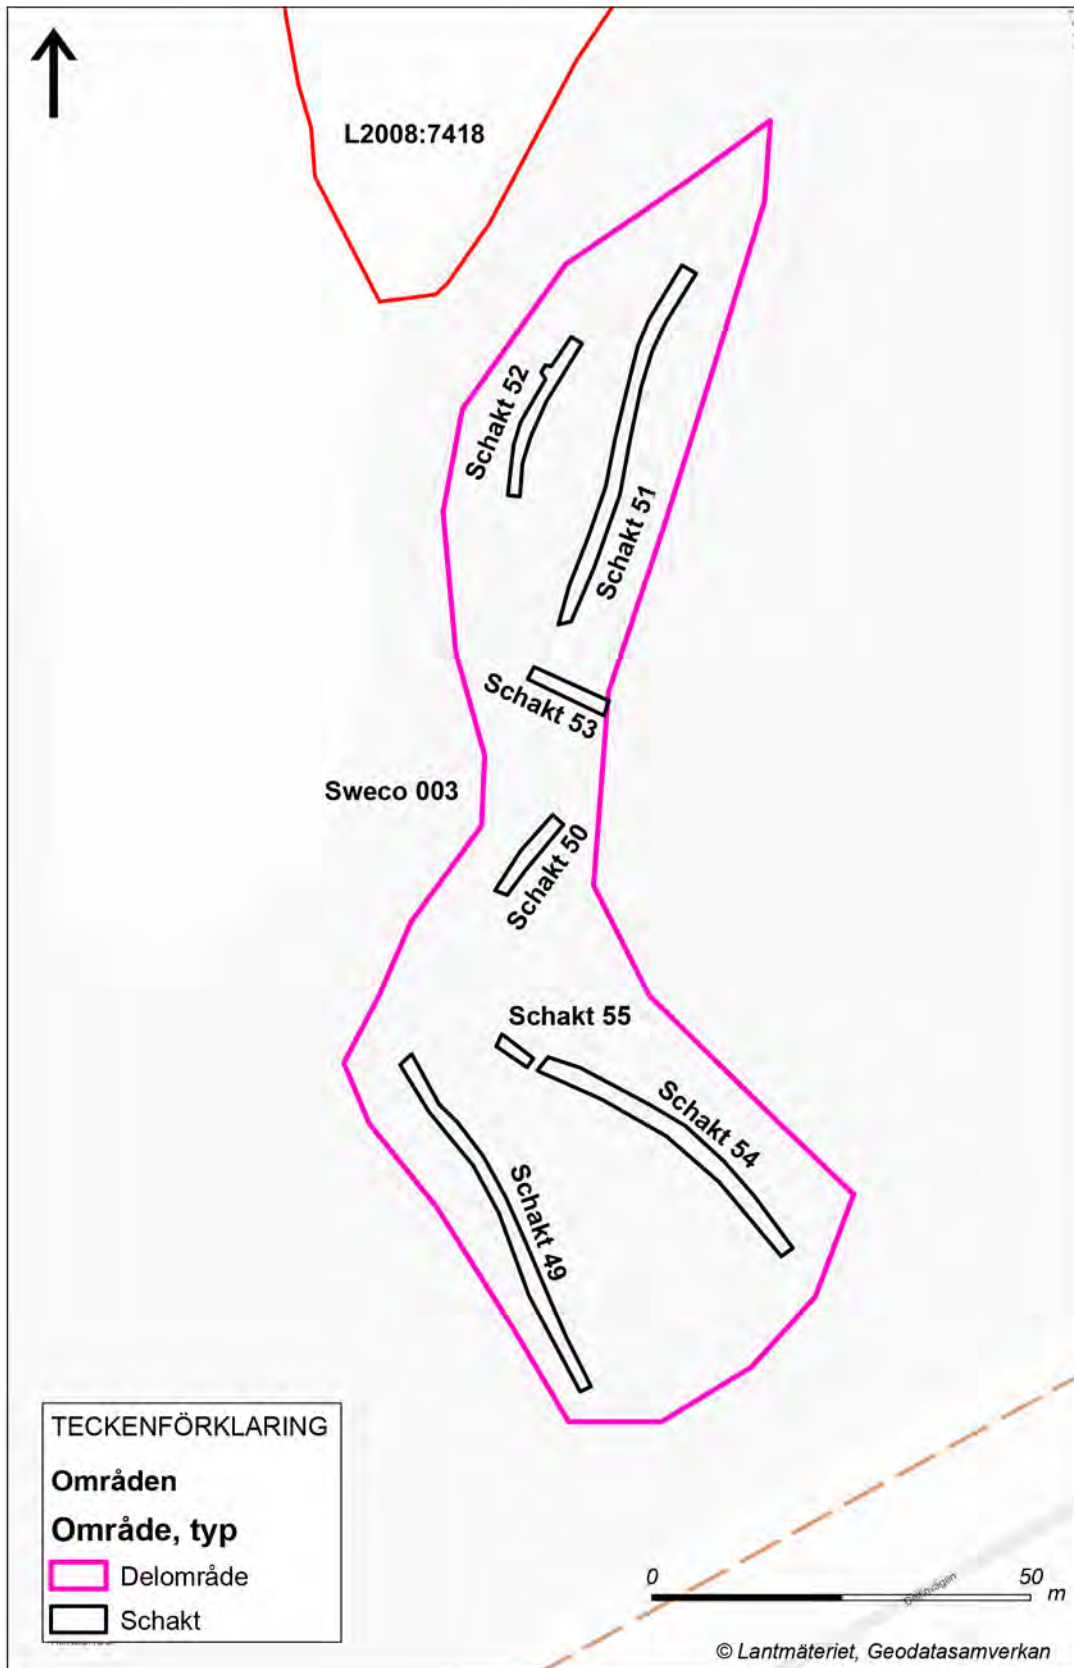 L2008:7418
Schakt 52
Schakt 51
Schakt 53
Sweco 003
Schakt 50
Schakt 55
Schakt 54
Schakt 49
TECKENFÖRKLARING
Områden
Område, typ
Delområde
Schakt
0 50
m
© Lantmäteriet, Geodatasamverkan